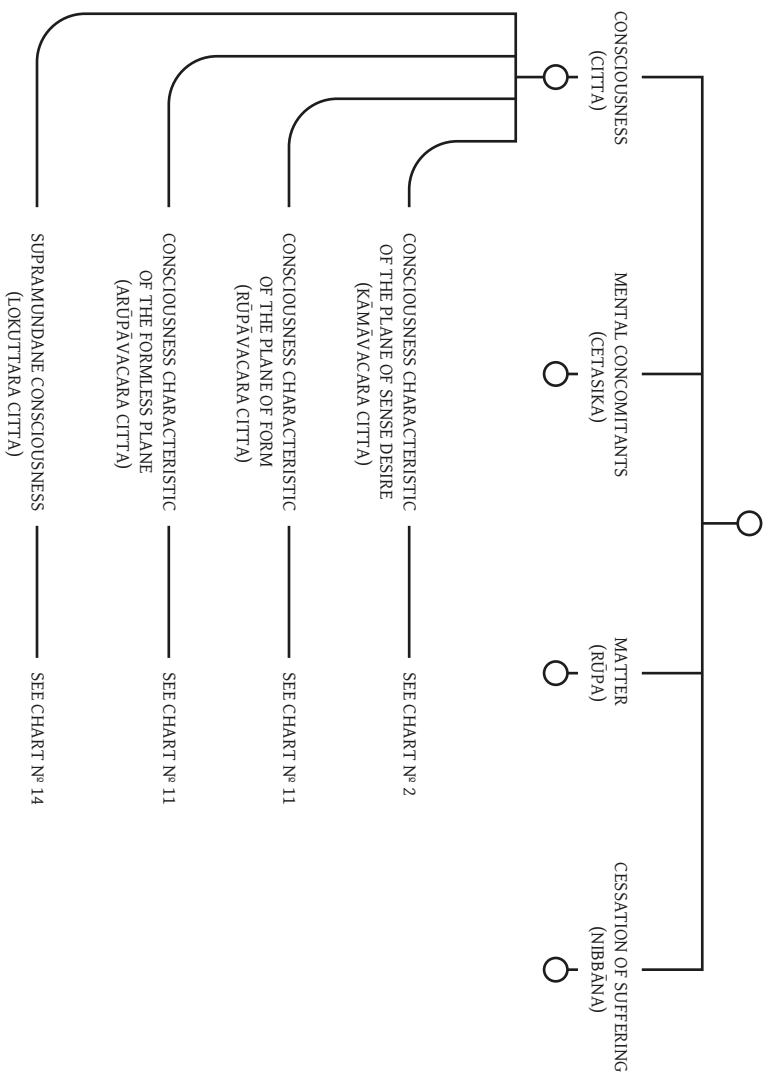 CONSCIOUSNESS
(CITTA)
MENTAL CONCOMITANTS
(CETASIKA)
MATTER
(RŪPA)
CESSATION OF SUFFERING
(NIBBĀNA)
CONSCIOUSNESS CHARACTERISTIC
OF THE PLANE OF SENSE DESIRE
(KĀMĀVACARA CITTA)
SEE CHART Nº 2
CONSCIOUSNESS CHARACTERISTIC
OF THE PLANE OF FORM
(RŪPĀVACARA CITTA)
SEE CHART Nº 11
CONSCIOUSNESS CHARACTERISTIC
OF THE FORMLESS PLANE
(ARŪPĀVACARA CITTA)
SEE CHART Nº 11
SUPRAMUNDANE CONSCIOUSNESS
(LOKUTTARA CITTA)
SEE CHART Nº 14